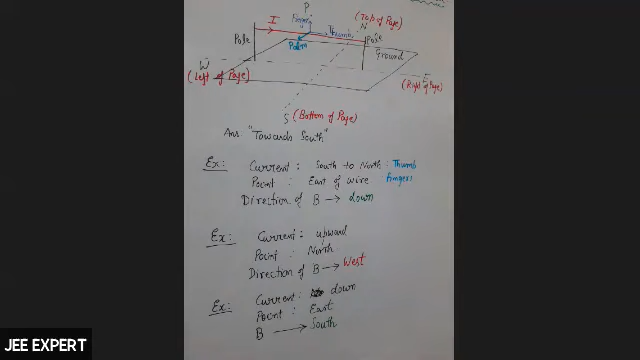 P
N (Top of Page)
Fingers
I
Thumb
Palm
Pole
Pole
Ground
W
(Left of Page)
E
(Right of Page)
S (Bottom of Page)
Ans. "Towards South"
Ex: Current: South to North: Thumb
Point: East of wire: fingers
Direction of B → down
Ex: Current: upward
Point: North
Direction of B → West
Ex: Current: down
Point: East
B → South
JEE EXPERT